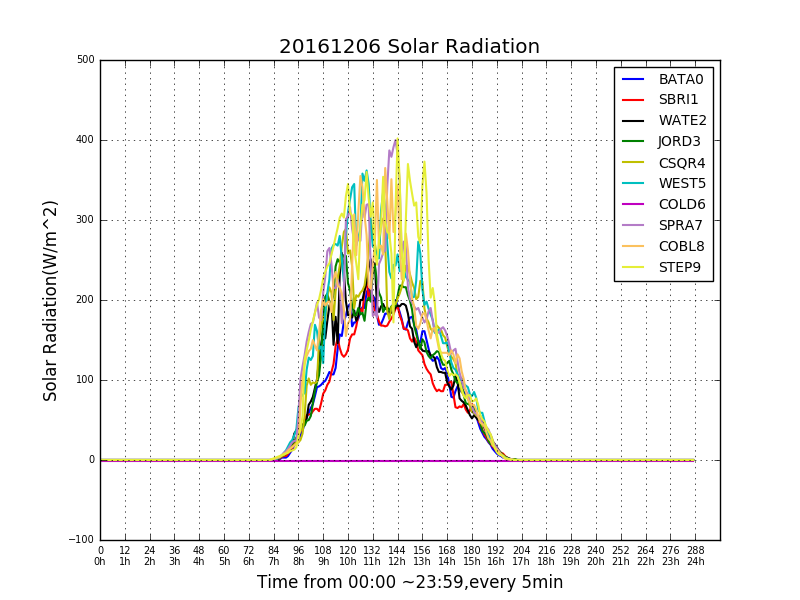 20161206 Solar Radiation
500
400
300
200
100
0
−100
Solar Radiation(W/m^2)
BATA0
SBRI1
WATE2
JORD3
CSQR4
WEST5
COLD6
SPRA7
COBL8
STEP9
0 12 24 36 48 60 72 84 96 108 120 132 144 156 168 180 192 204 216 228 240 252 264 276 288
0h 1h 2h 3h 4h 5h 6h 7h 8h 9h 10h 11h 12h 13h 14h 15h 16h 17h 18h 19h 20h 21h 22h 23h 24h
Time from 00:00 ~23:59,every 5min